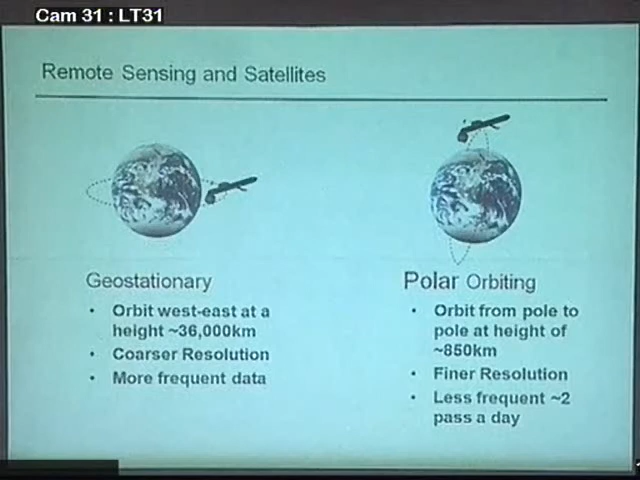 Cam 31 : LT31
Remote Sensing and Satellites
Geostationary
• Orbit west-east at a
height ~36,000km
• Coarser Resolution
• More frequent data
Polar Orbiting
• Orbit from pole to
pole at height of
~850km
• Finer Resolution
• Less frequent ~2
pass a day